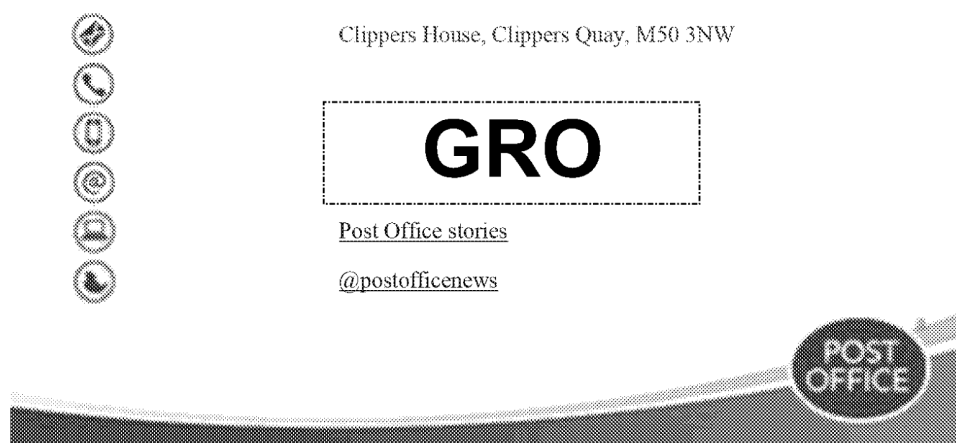 Clippers House, Clippers Quay, M50 3NW
GRO
Post Office stories
@postofficenews
POST
OFFICE